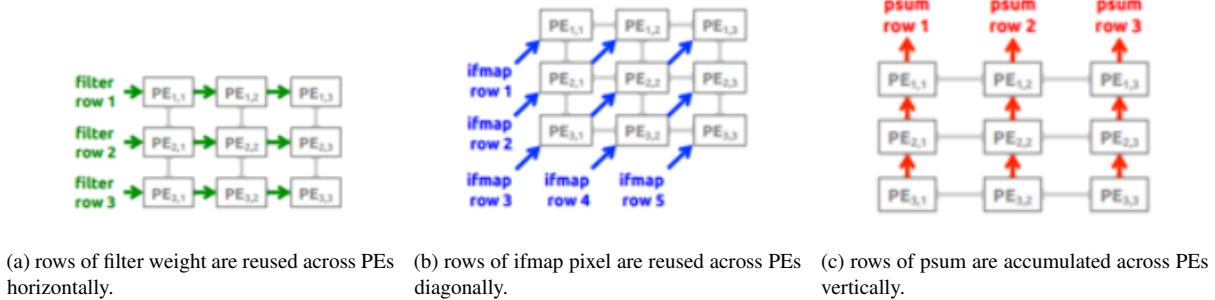 filter
row 1
PE1,1
PE1,2
PE1,3
filter
row 2
PE2,1
PE2,2
PE2,3
filter
row 3
PE3,1
PE3,2
PE3,3
PE1,1
PE1,2
PE1,3
ifmap
row 1
PE2,1
PE2,2
PE2,3
ifmap
row 2
PE3,1
PE3,2
PE3,3
ifmap
row 3
ifmap
row 4
ifmap
row 5
psum
row 1
psum
row 2
psum
row 3
PE1,1
PE1,2
PE1,3
PE2,1
PE2,2
PE2,3
PE3,1
PE3,2
PE3,3
(a) rows of filter weight are reused across PEs
horizontally.
(b) rows of ifmap pixel are reused across PEs
diagonally.
(c) rows of psum are accumulated across PEs
vertically.